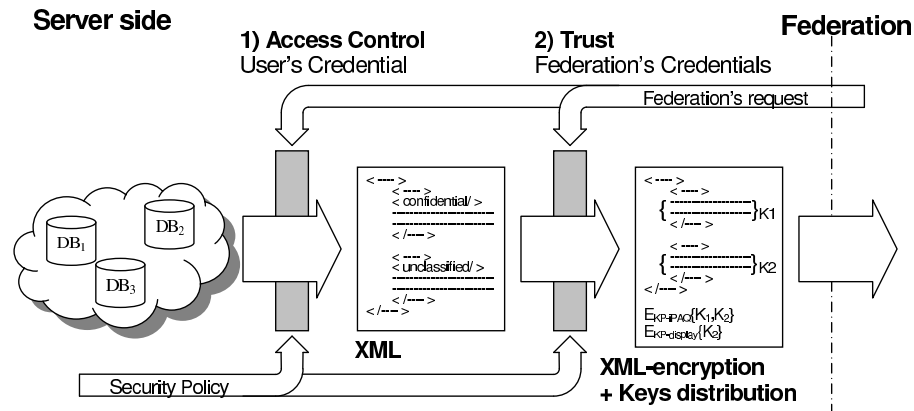 Server side
1) Access Control
User's Credential
2) Trust
Federation's Credentials
Federation
Federation's request
DB1
DB2
DB3
< ---- >
< ---- >
< confidential/ >
------------------------
------------------------
< /---- >
< ---- >
< unclassified/ >
------------------------
------------------------
< /---- >
< /---- >
XML
< ---- >
< ---- >
{ ---------------------- } K1
----------------------
< /---- >
< ---- >
{ ---------------------- } K2
----------------------
< /---- >
< /---- >
EKP-iPAQ{K1,K2}
EKP-display{K2}
XML-encryption
+ Keys distribution
Security Policy